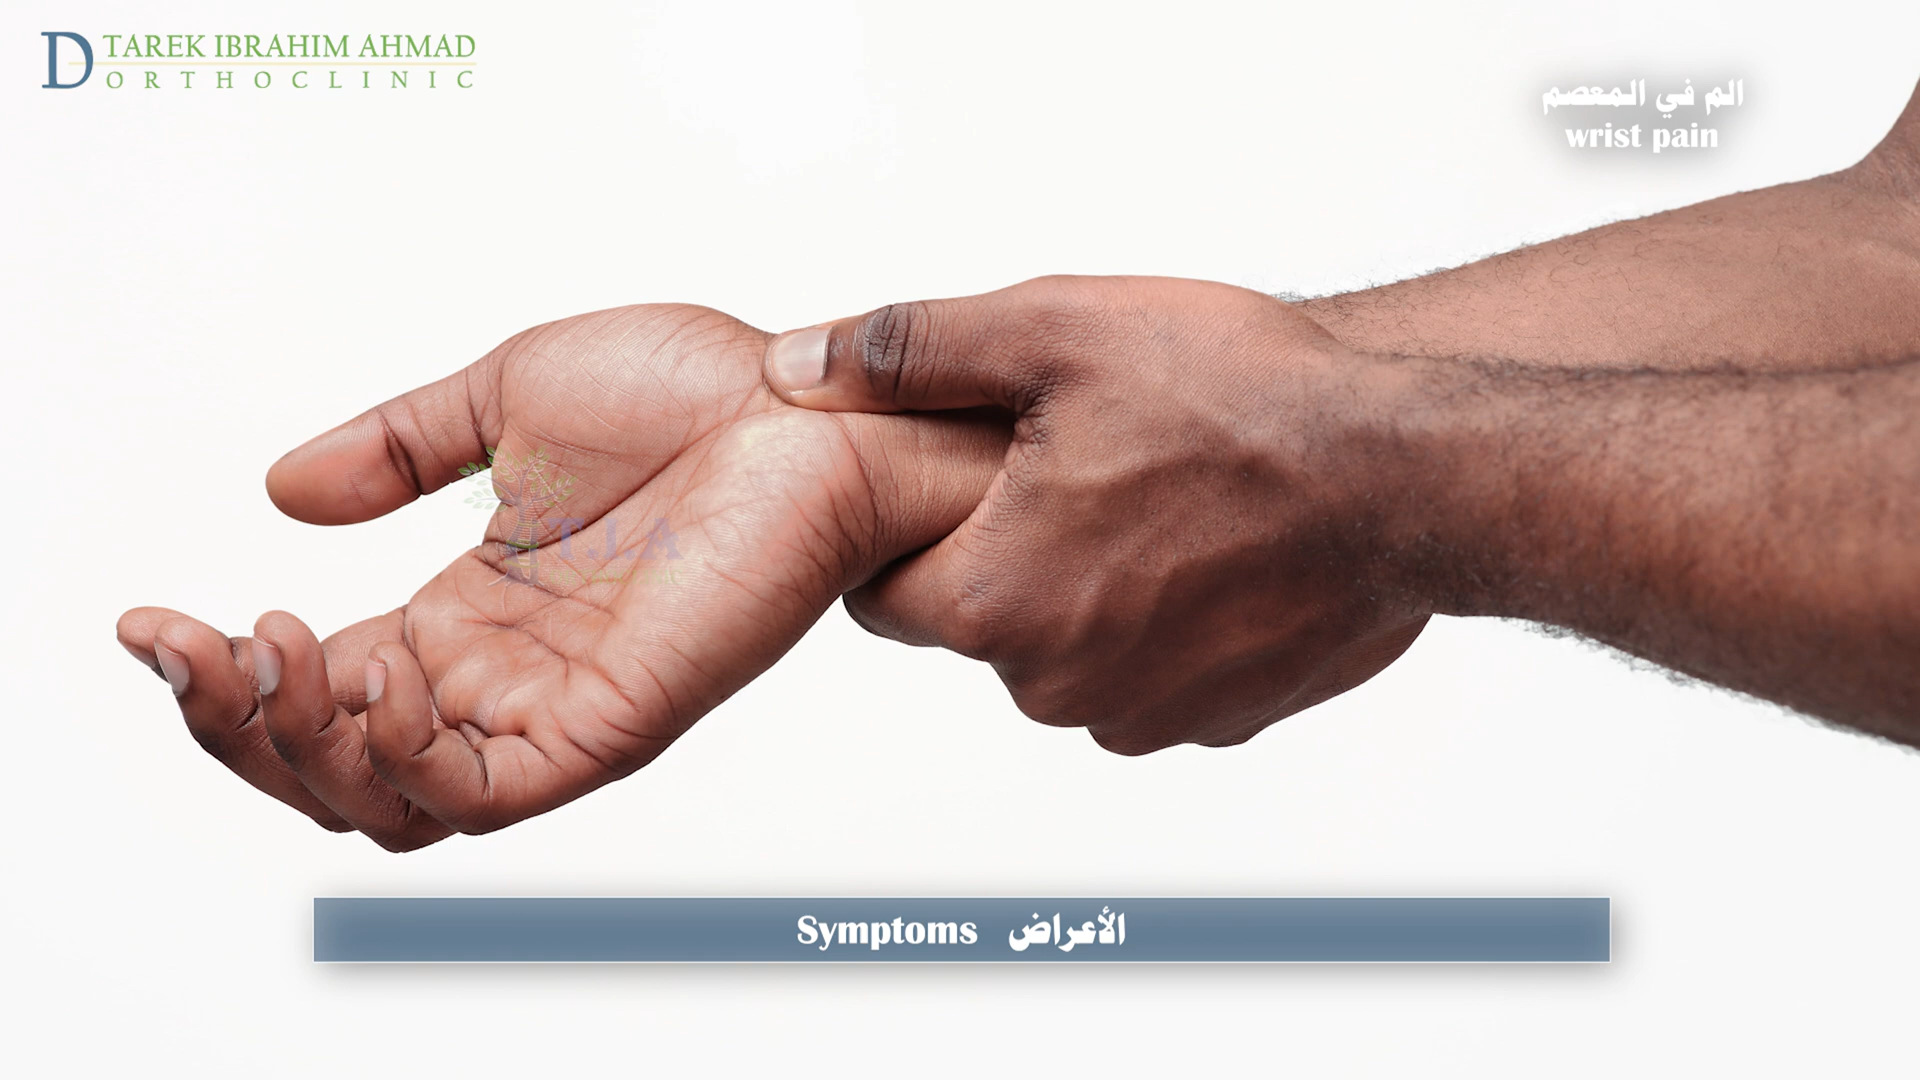 D TAREK IBRAHIM AHMAD
ORTHOCLINIC
الم في المعصم
wrist pain
T.I.A
Symptoms الأعراض